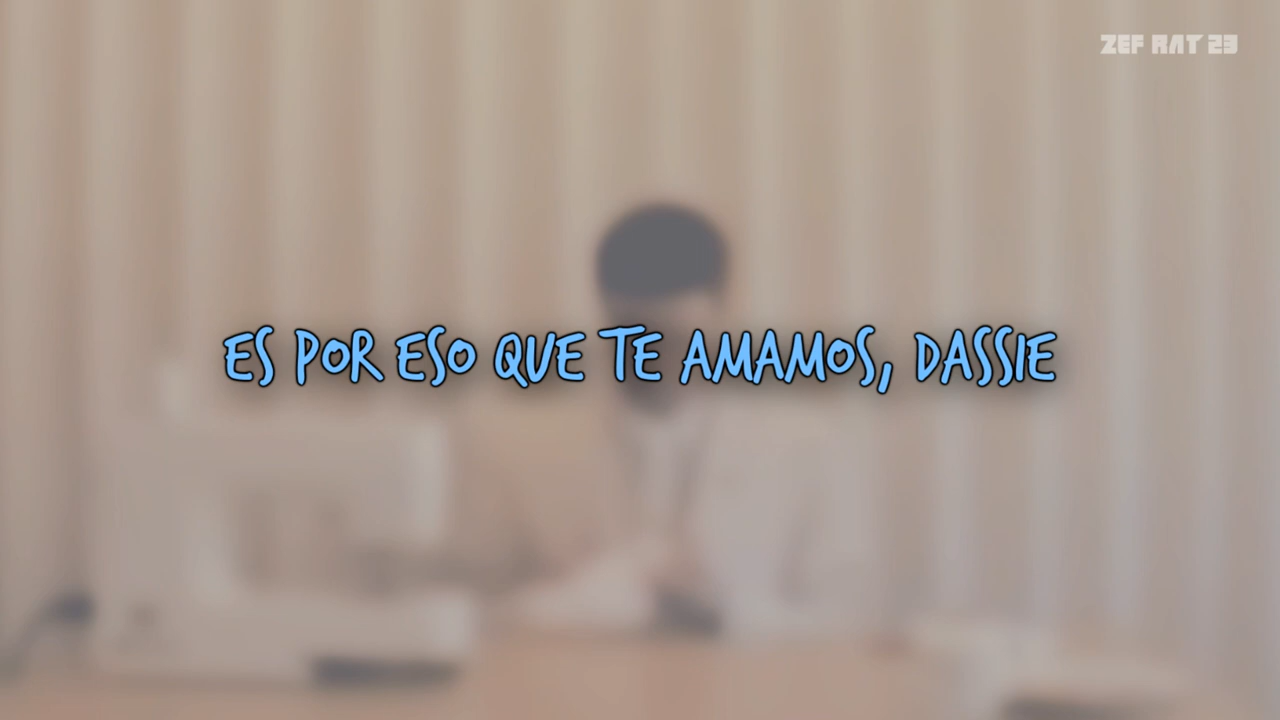 ZEF RAT 23
ES POR ESO QUE TE AMAMOS, DASSIE